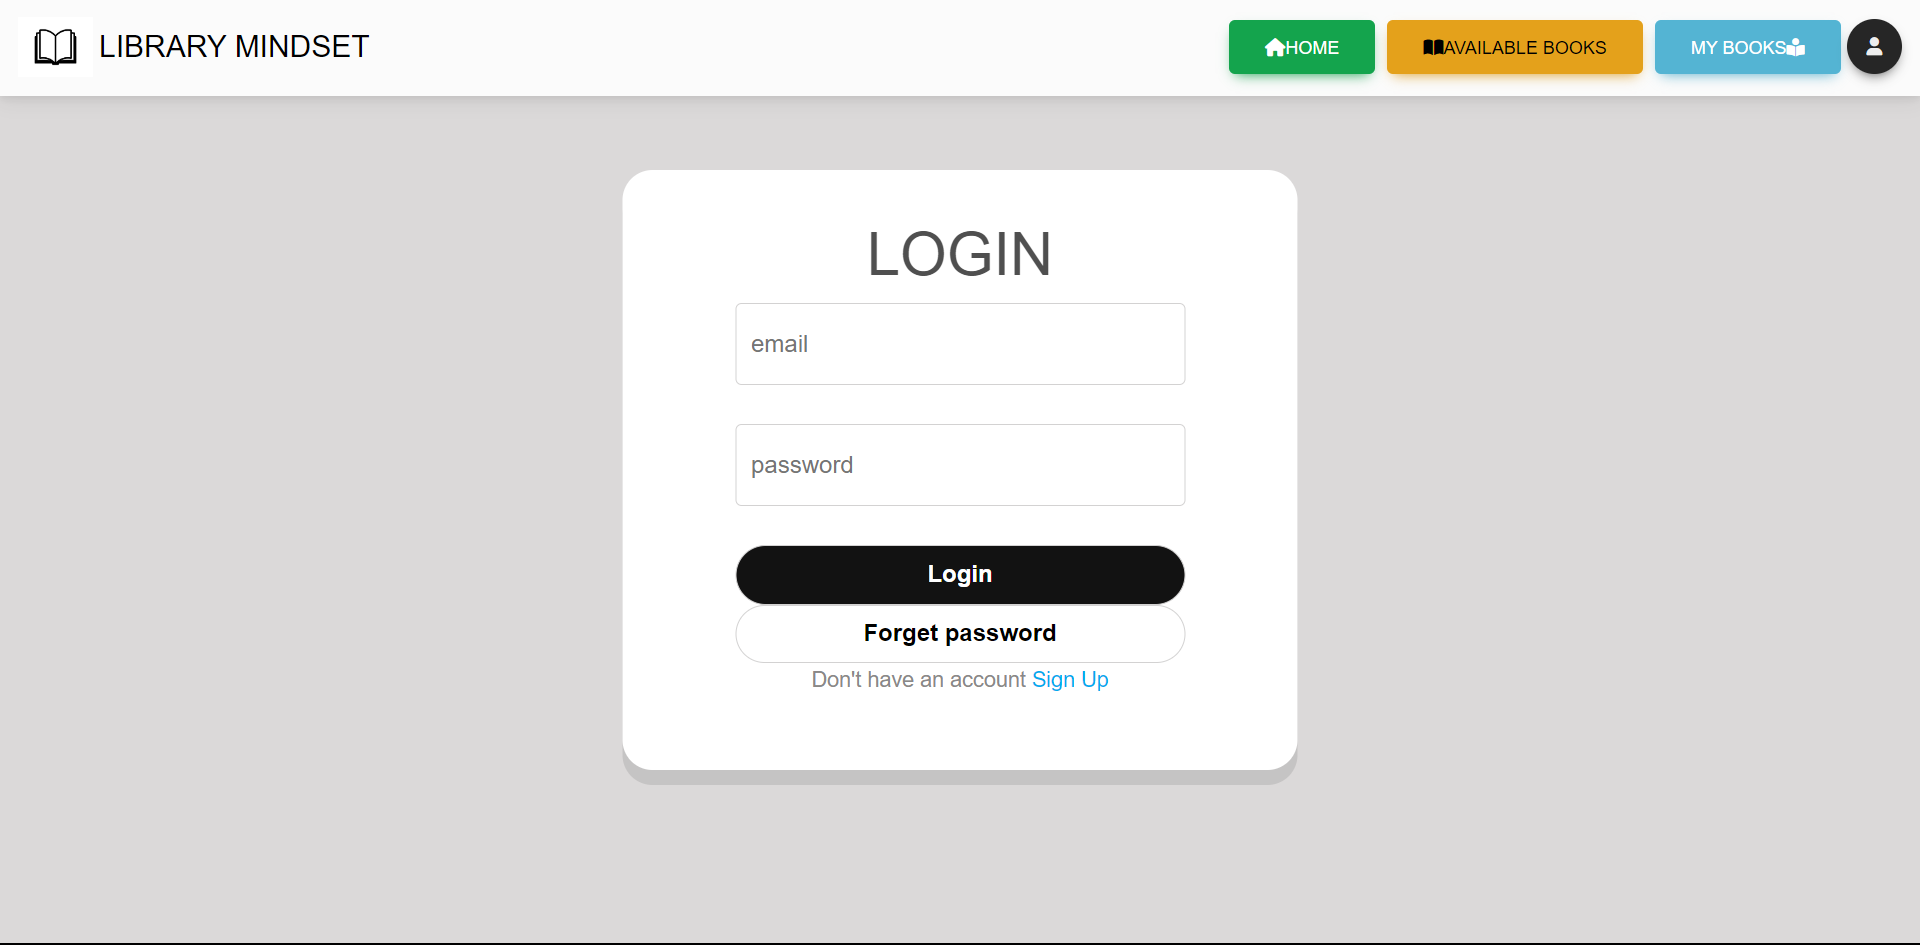 LIBRARY MINDSET
HOME
AVAILABLE BOOKS
MY BOOKS
LOGIN
email
password
Login
Forget password
Don't have an account Sign Up